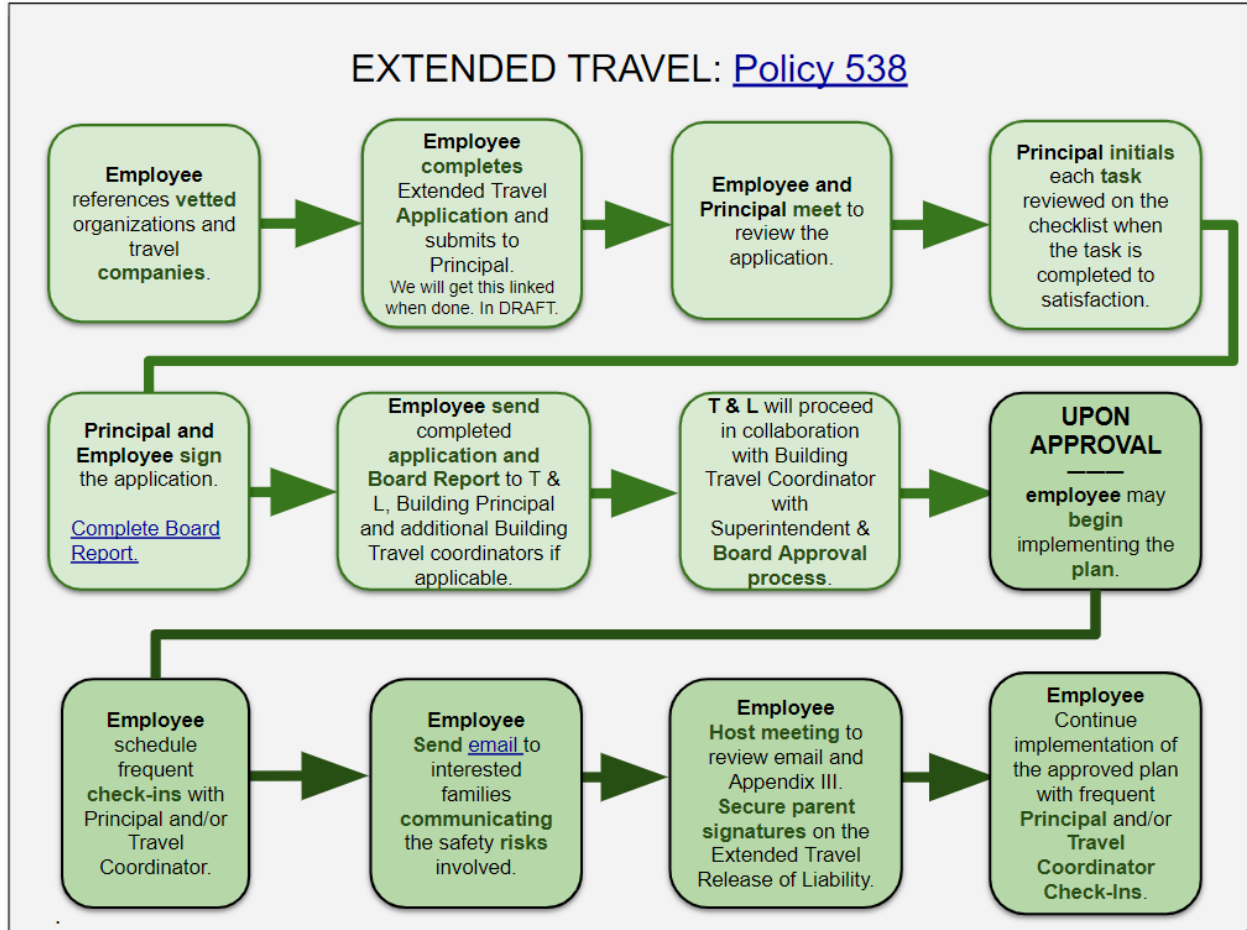 EXTENDED TRAVEL: Policy 538
Employee
references vetted
organizations and
travel
companies.
Employee
completes
Extended Travel
Application and
submits to
Principal.
We will get this linked
when done. In DRAFT.
Employee and
Principal meet to
review the
application.
Principal initials
each task
reviewed on the
checklist when
the task is
completed to
satisfaction.
Principal and
Employee sign
the application.
Complete Board
Report.
Employee send
completed
application and
Board Report to T &
L, Building Principal
and additional Building
Travel coordinators if
applicable.
T & L will proceed
in collaboration
with Building
Travel Coordinator
with
Superintendent &
Board Approval
process.
UPON
APPROVAL
———
employee may
begin
implementing the
plan.
Employee
schedule
frequent
check-ins with
Principal and/or
Travel
Coordinator.
Employee
Send email to
interested
families
communicating
the safety risks
involved.
Employee
Host meeting to
review email and
Appendix III.
Secure parent
signatures on the
Extended Travel
Release of Liability.
Employee
Continue
implementation of
the approved plan
with frequent
Principal and/or
Travel
Coordinator
Check-Ins.
.